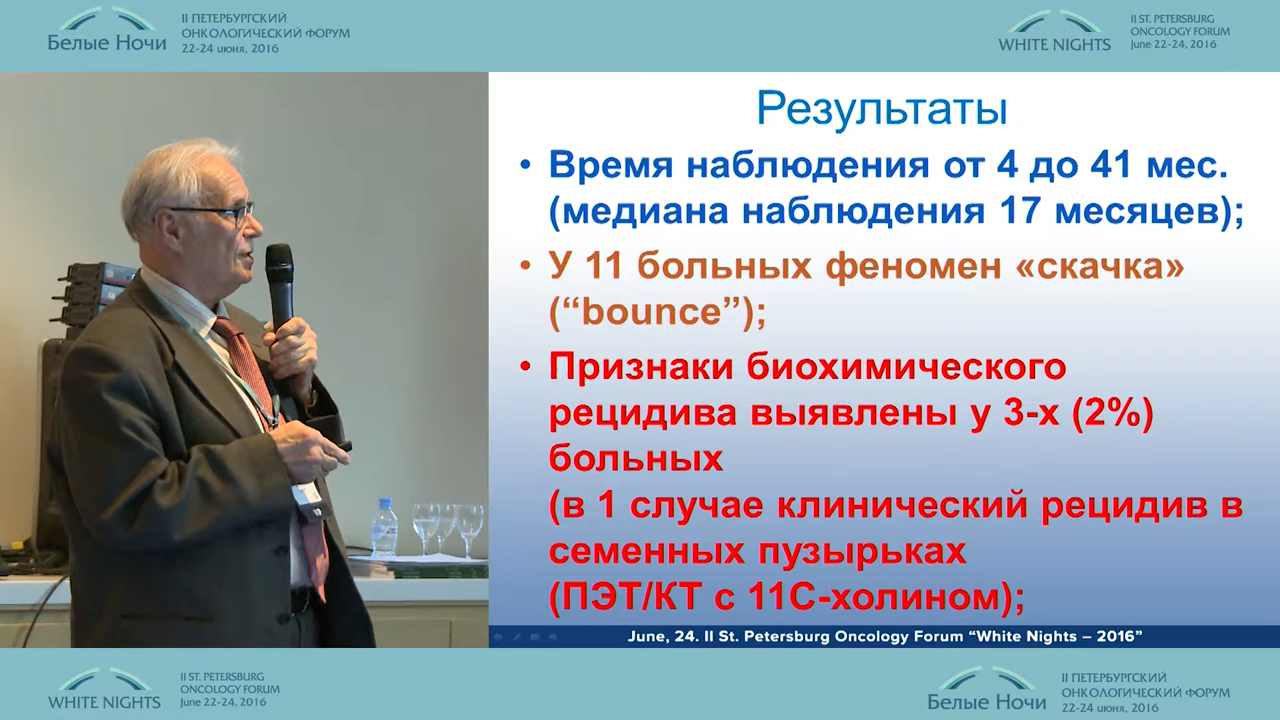 Белые Ночи
II ПЕТЕРБУРГСКИЙ
ОНКОЛОГИЧЕСКИЙ ФОРУМ
22-24 июня, 2016
WHITE NIGHTS
II ST. PETERSBURG
ONCOLOGY FORUM
June 22-24, 2016
Результаты
• Время наблюдения от 4 до 41 мес.
(медиана наблюдения 17 месяцев);
• У 11 больных феномен «скачка»
(“bounce”);
• Признаки биохимического
рецидива выявлены у 3-х (2%)
больных
(в 1 случае клинический рецидив в
семенных пузырьках
(ПЭТ/КТ с 11С-холином);
June, 24. II St. Petersburg Oncology Forum “White Nights – 2016”
WHITE NIGHTS
II ST. PETERSBURG
ONCOLOGY FORUM
June 22-24, 2016
Белые Ночи
II ПЕТЕРБУРГСКИЙ
ОНКОЛОГИЧЕСКИЙ ФОРУМ
22-24 июня, 2016